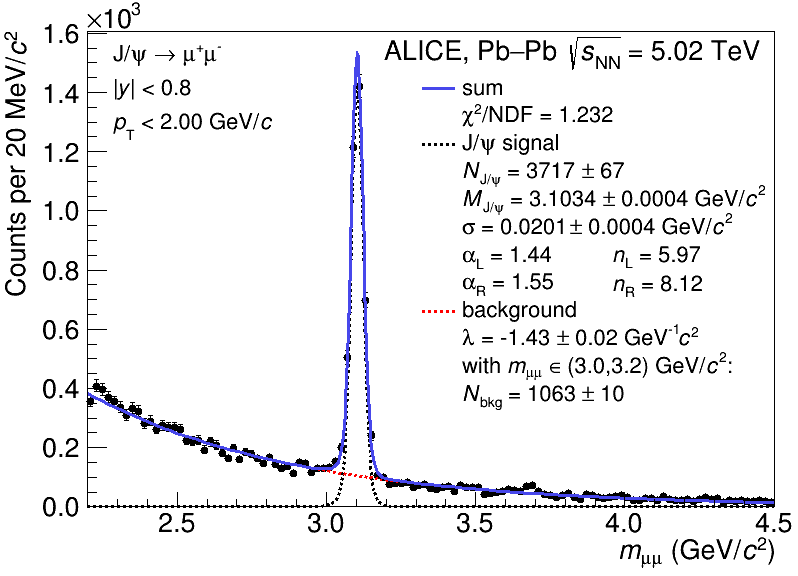 ×10³
1.6
1.4
1.2
1.0
0.8
0.6
0.4
0.2
0.0
Counts per 20 MeV/c²
J/ψ → μ⁺μ⁻
|y| < 0.8
p_T < 2.00 GeV/c
ALICE, Pb–Pb √s_NN = 5.02 TeV
sum
χ²/NDF = 1.232
J/ψ signal
N_J/ψ = 3717 ± 67
M_J/ψ = 3.1034 ± 0.0004 GeV/c²
σ = 0.0201 ± 0.0004 GeV/c²
α_L = 1.44 n_L = 5.97
α_R = 1.55 n_R = 8.12
background
λ = -1.43 ± 0.02 GeV⁻¹c²
with m_μμ ∈ (3.0,3.2) GeV/c²:
N_bkg = 1063 ± 10
2.5 3.0 3.5 4.0 4.5
m_μμ (GeV/c²)